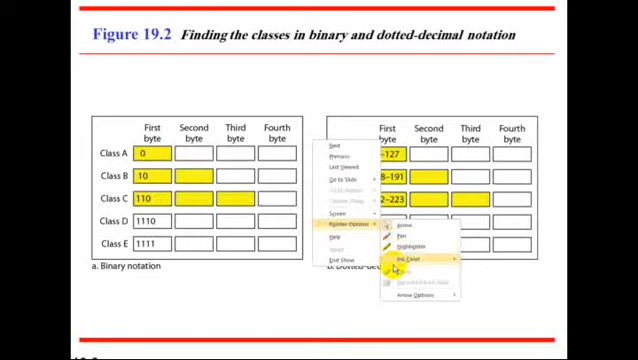 Figure 19.2 Finding the classes in binary and dotted-decimal notation
First byte Second byte Third byte Fourth byte
Class A 0
Class B 10
Class C 110
Class D 1110
Class E 1111
a. Binary notation
Next
Previous
Last Viewed
Go to Slide
Screen
Pointer Options
Help
End Show
First byte Second byte Third byte Fourth byte
–127
8–191
2–223
Arrow
Pen
Highlighter
Ink Color
Arrow Options